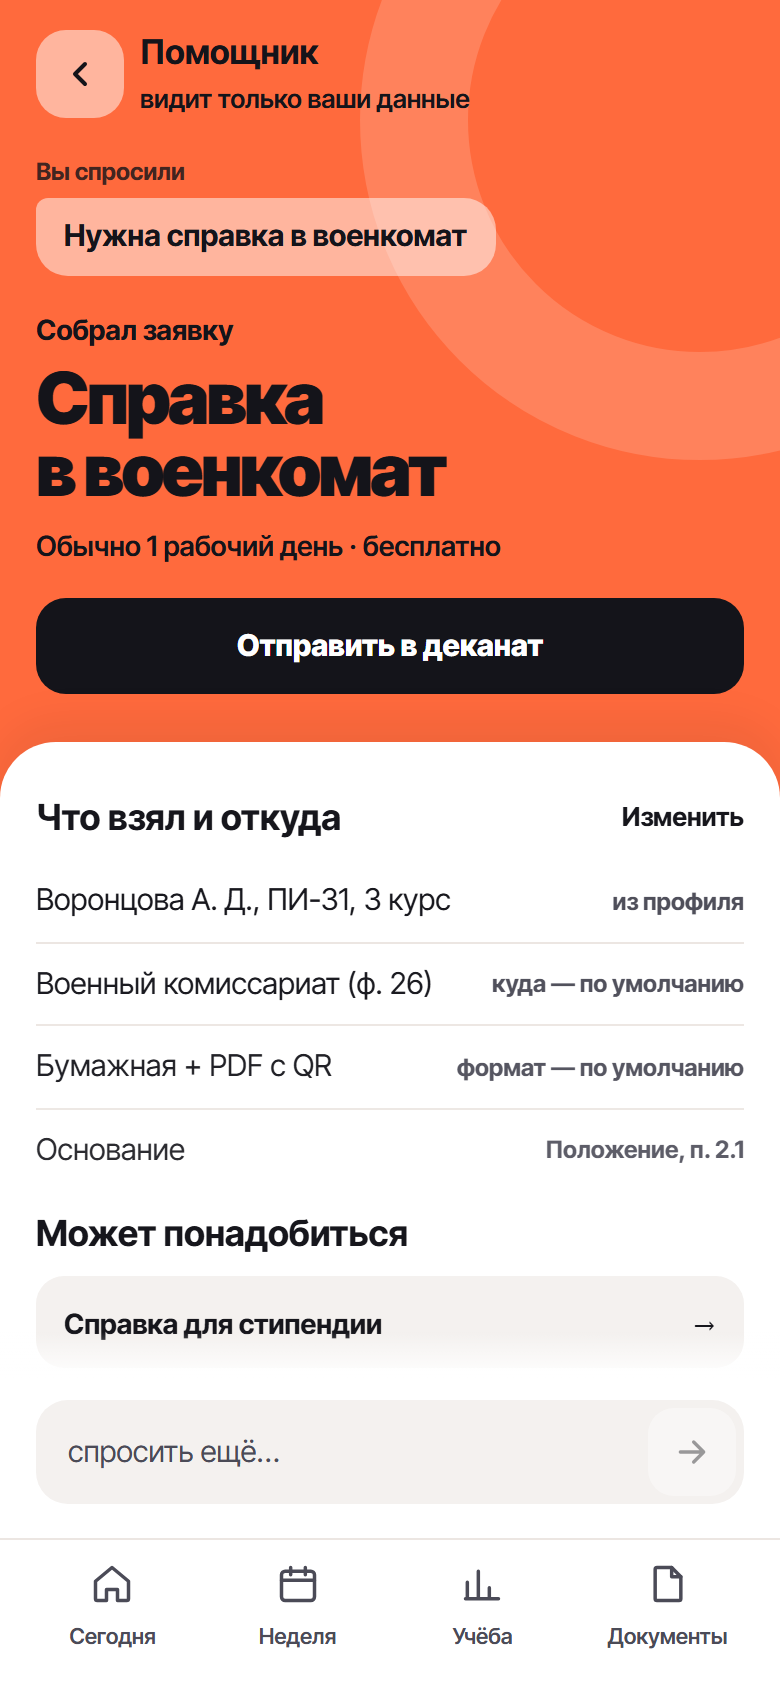 Помощник
видит только ваши данные
Вы спросили
Нужна справка в военкомат
Собрал заявку
Справка
в военкомат
Обычно 1 рабочий день · бесплатно
Отправить в деканат
Что взял и откуда
Изменить
Воронцова А. Д., ПИ-31, 3 курс
из профиля
Военный комиссариат (ф. 26)
куда — по умолчанию
Бумажная + PDF с QR
формат — по умолчанию
Основание
Положение, п. 2.1
Может понадобиться
Справка для стипендии →
спросить ещё...
Сегодня
Неделя
Учёба
Документы